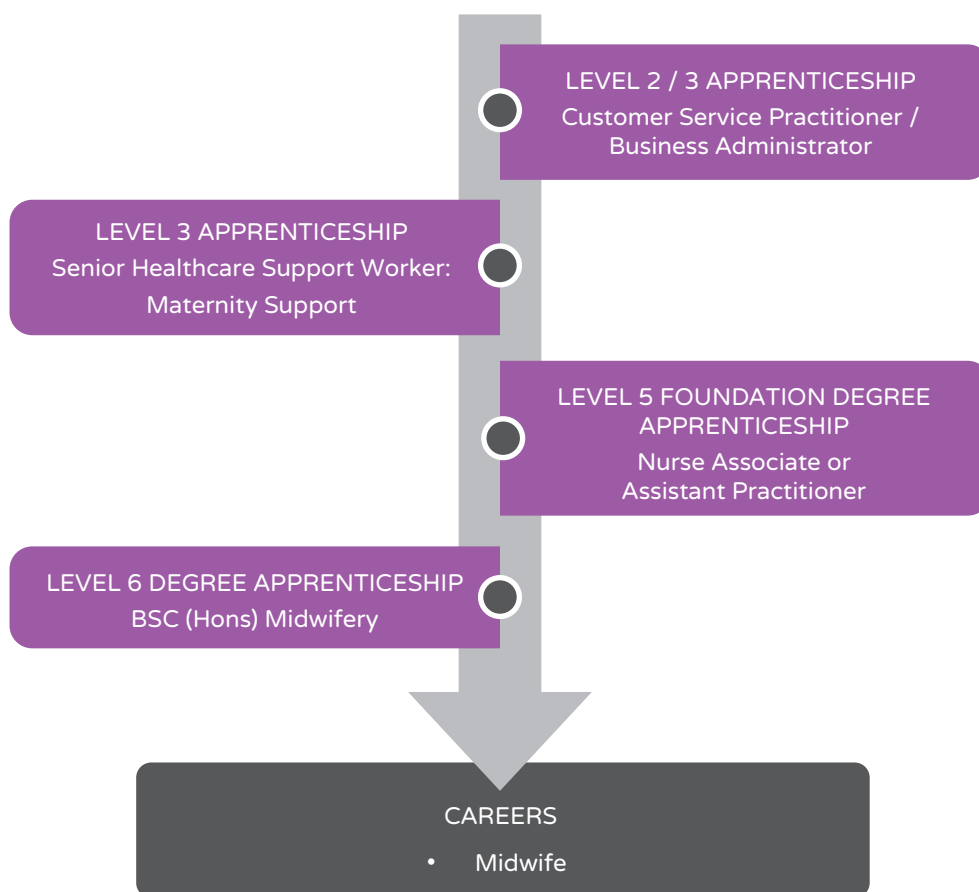 LEVEL 2 / 3 APPRENTICESHIP
Customer Service Practitioner /
Business Administrator
LEVEL 3 APPRENTICESHIP
Senior Healthcare Support Worker:
Maternity Support
LEVEL 5 FOUNDATION DEGREE
APPRENTICESHIP
Nurse Associate or
Assistant Practitioner
LEVEL 6 DEGREE APPRENTICESHIP
BSC (Hons) Midwifery
CAREERS
• Midwife